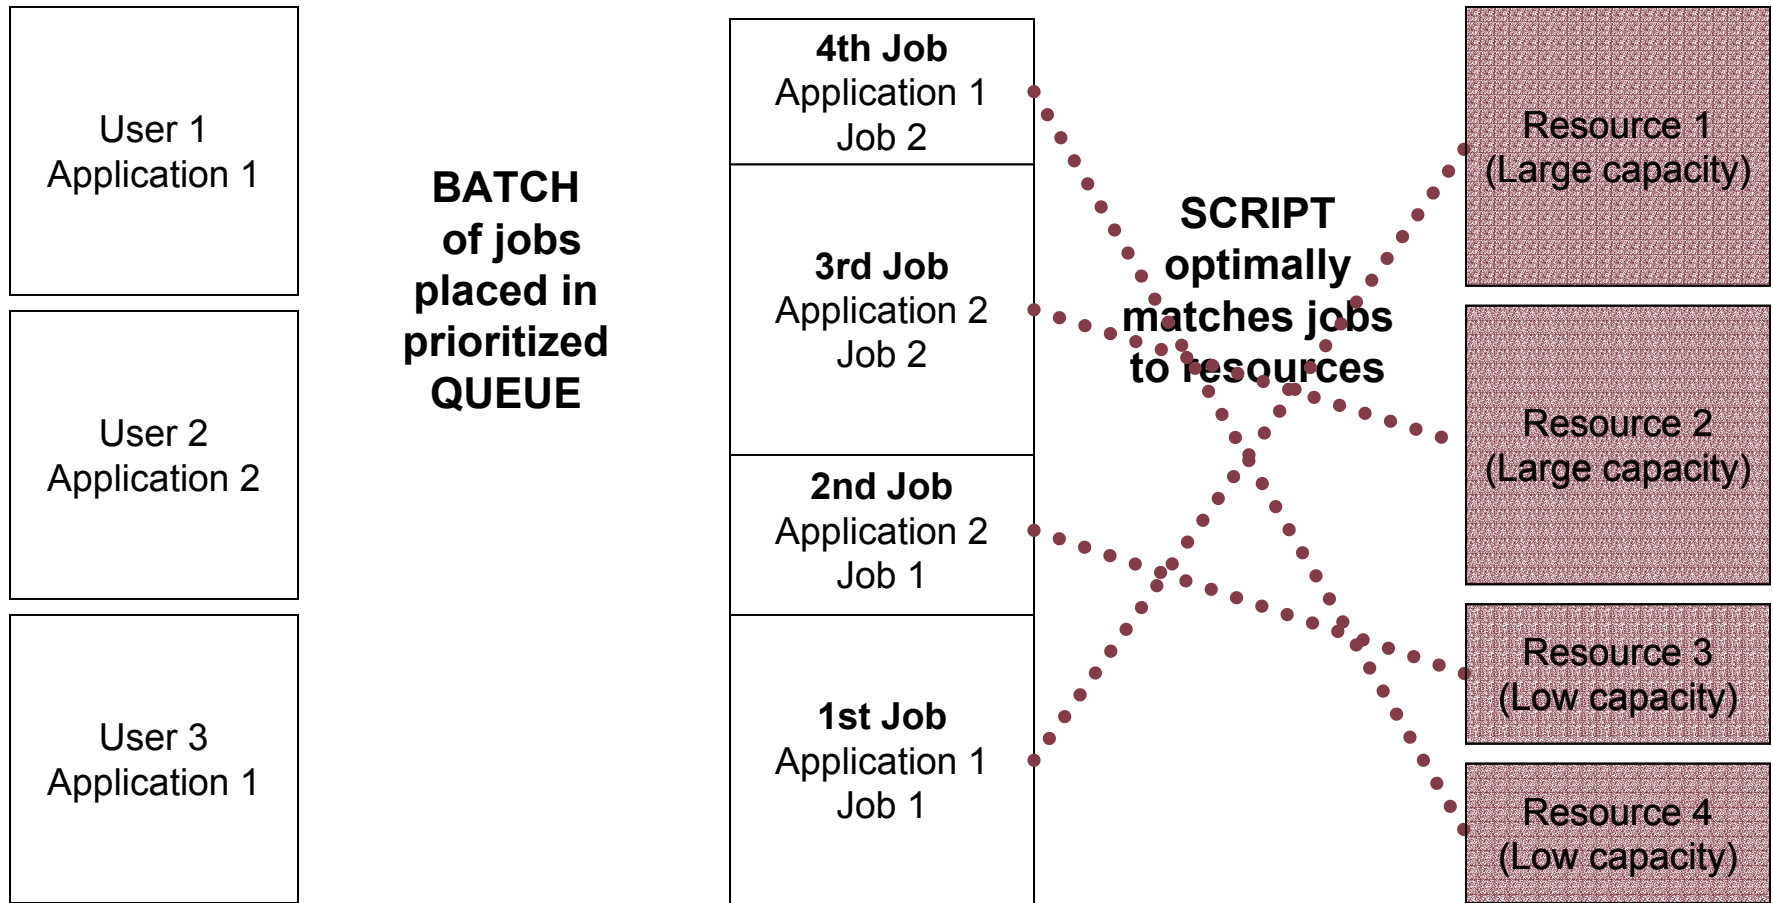 User 1
Application 1
User 2
Application 2
User 3
Application 1
BATCH
of jobs
placed in
prioritized
QUEUE
4th Job
Application 1
Job 2
3rd Job
Application 2
Job 2
2nd Job
Application 2
Job 1
1st Job
Application 1
Job 1
SCRIPT
optimally
matches jobs
to resources
Resource 1
(Large capacity)
Resource 2
(Large capacity)
Resource 3
(Low capacity)
Resource 4
(Low capacity)